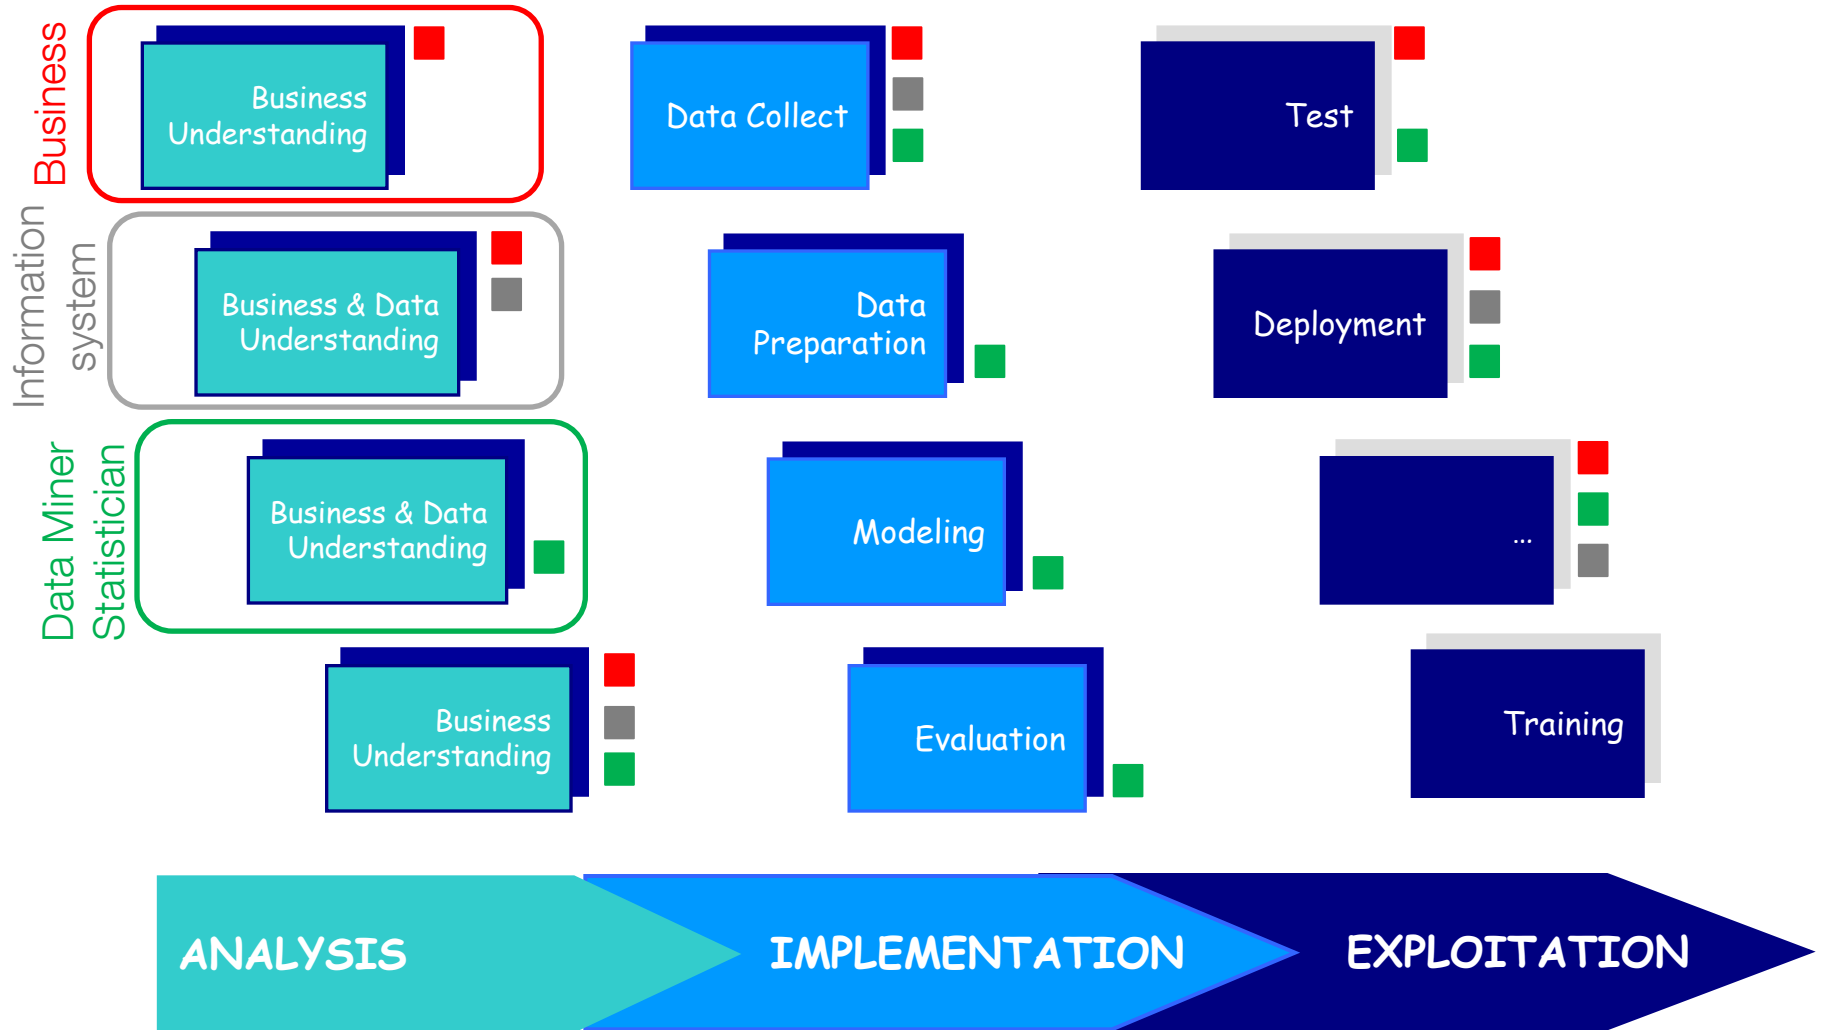 Business
Business
Understanding
Data Collect
Test
Information
system
Business & Data
Understanding
Data
Preparation
Deployment
Data Miner
Statistician
Business & Data
Understanding
Modeling
...
Business
Understanding
Evaluation
Training
ANALYSIS
IMPLEMENTATION
EXPLOITATION